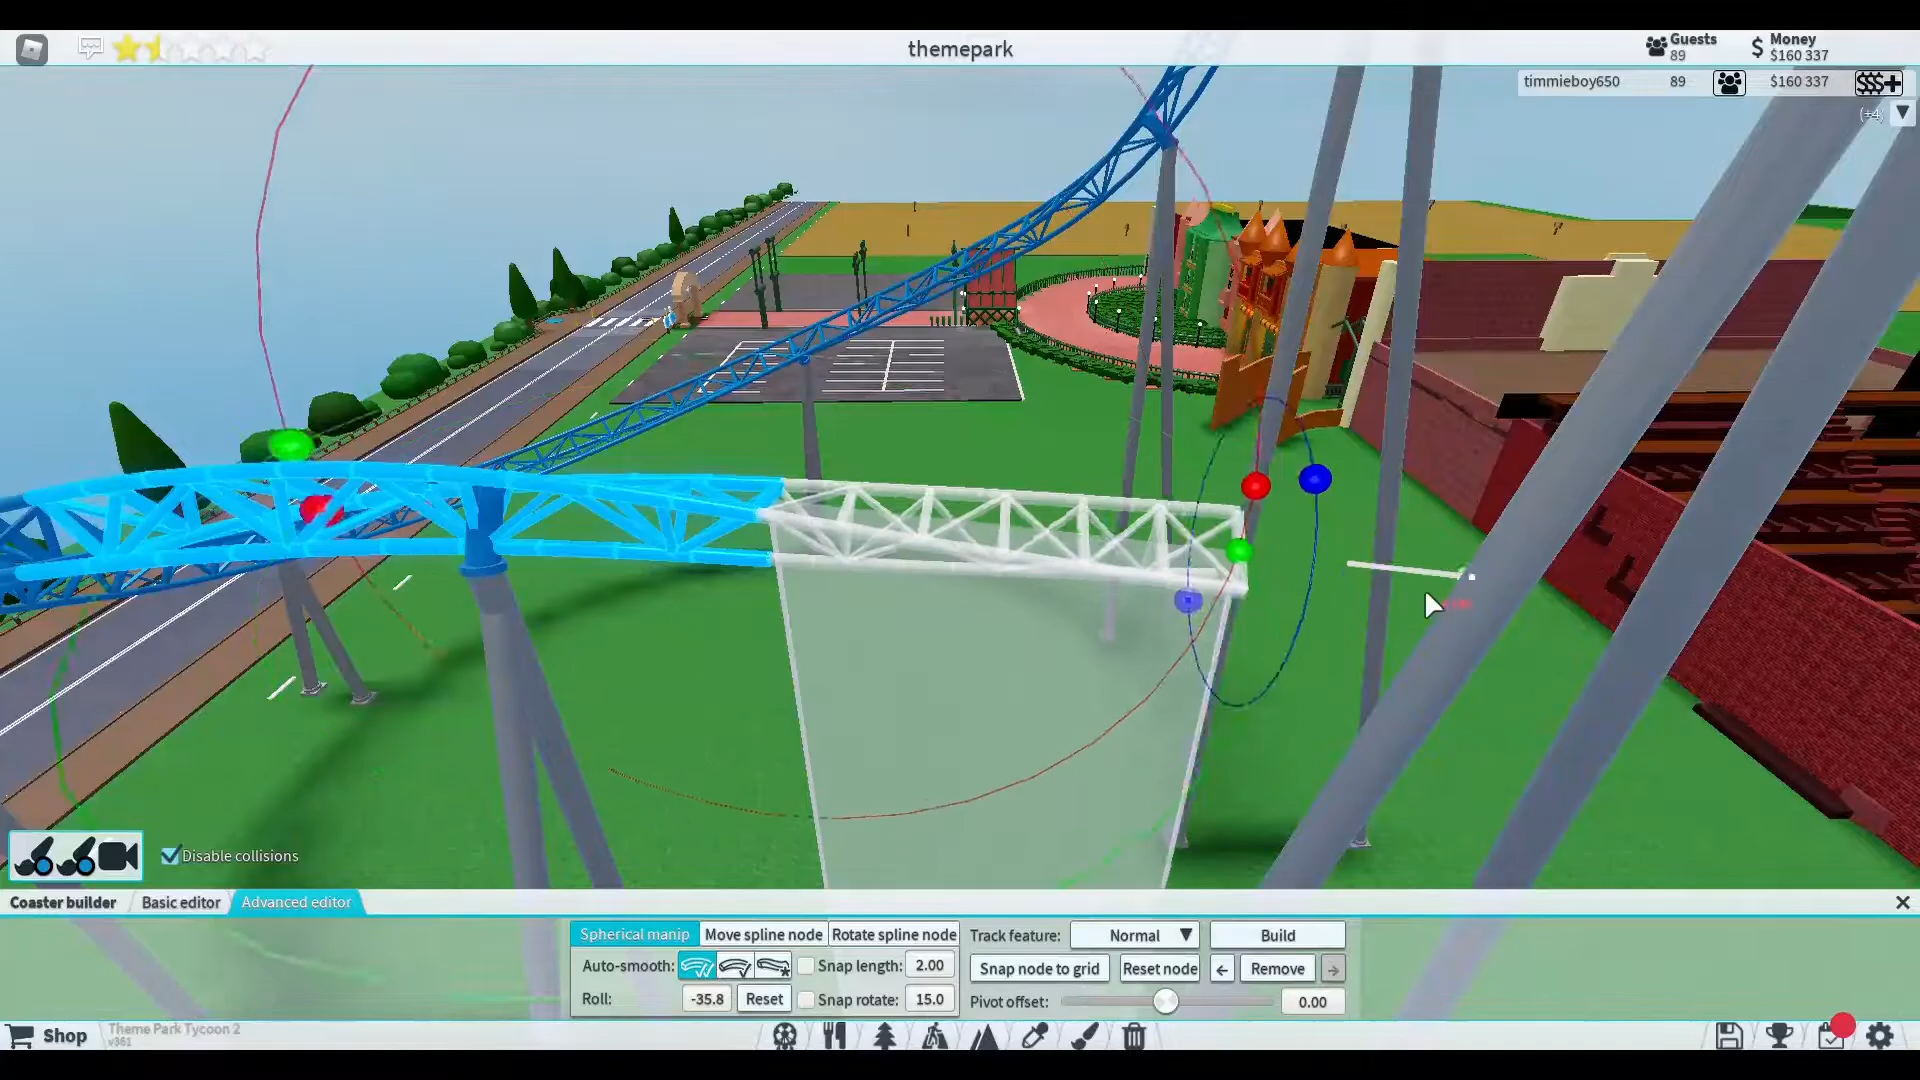 themepark
Guests
89
$ Money
$160 337
timmieboy650 89 $160 337 $$$+
(+4)
Disable collisions
Coaster builder Basic editor Advanced editor
Spherical manip Move spline node Rotate spline node Track feature: Normal Build
Auto-smooth: Snap length: 2.00 Snap node to grid Reset node Remove
Roll: -35.8 Reset Snap rotate: 15.0 Pivot offset: 0.00
Shop
Theme Park Tycoon 2
v361